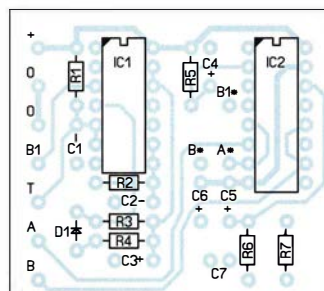 +
O
O
B1
T
A
B
R1
C1
IC1
R2
C2-
R3
R4
D1
C3+
R5
C4
+
B1*
B*
A*
IC2
C6
+
C5
+
R6
R7
C7